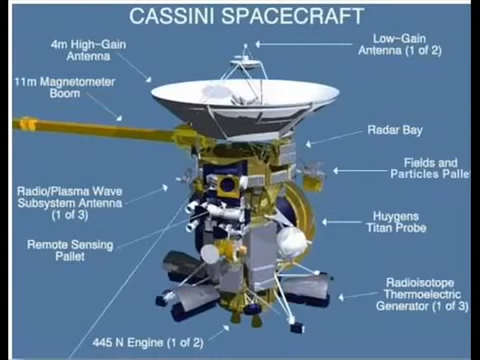 CASSINI SPACECRAFT
4m High-Gain
Antenna
Low-Gain
Antenna (1 of 2)
11m Magnetometer
Boom
Radar Bay
Fields and
Particles Pallet
Radio/Plasma Wave
Subsystem Antenna
(1 of 3)
Huygens
Titan Probe
Remote Sensing
Pallet
Radioisotope
Thermoelectric
Generator (1 of 3)
445 N Engine (1 of 2)